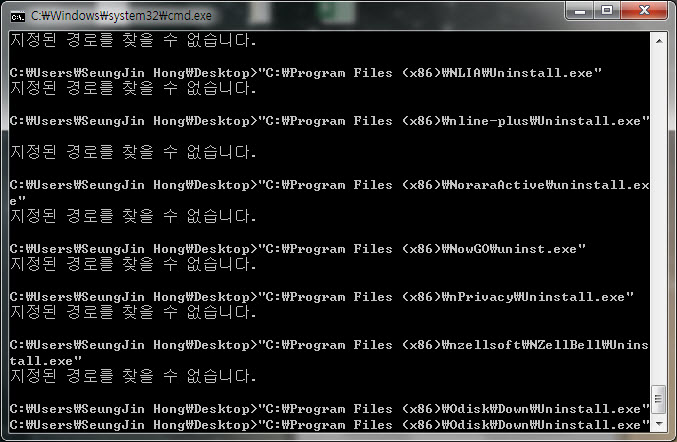 C:₩Windows₩system32₩cmd.exe
지정된 경로를 찾을 수 없습니다.
C:₩Users₩SeungJin Hong₩Desktop>"C:₩Program Files (x86)₩NLIA₩Uninstall.exe"
지정된 경로를 찾을 수 없습니다.
C:₩Users₩SeungJin Hong₩Desktop>"C:₩Program Files (x86)₩nline-plus₩Uninstall.exe"
지정된 경로를 찾을 수 없습니다.
C:₩Users₩SeungJin Hong₩Desktop>"C:₩Program Files (x86)₩NoraraActive₩uninstall.ex
e"
지정된 경로를 찾을 수 없습니다.
C:₩Users₩SeungJin Hong₩Desktop>"C:₩Program Files (x86)₩NowGO₩uninst.exe"
지정된 경로를 찾을 수 없습니다.
C:₩Users₩SeungJin Hong₩Desktop>"C:₩Program Files (x86)₩nPrivacy₩Uninstall.exe"
지정된 경로를 찾을 수 없습니다.
C:₩Users₩SeungJin Hong₩Desktop>"C:₩Program Files (x86)₩nzellsoft₩NZellBell₩Unins
tall.exe"
지정된 경로를 찾을 수 없습니다.
C:₩Users₩SeungJin Hong₩Desktop>"C:₩Program Files (x86)₩Odisk₩Down₩Uninstall.exe"
C:₩Users₩SeungJin Hong₩Desktop>"C:₩Program Files (x86)₩Odisk₩Down₩Uninstall.exe"